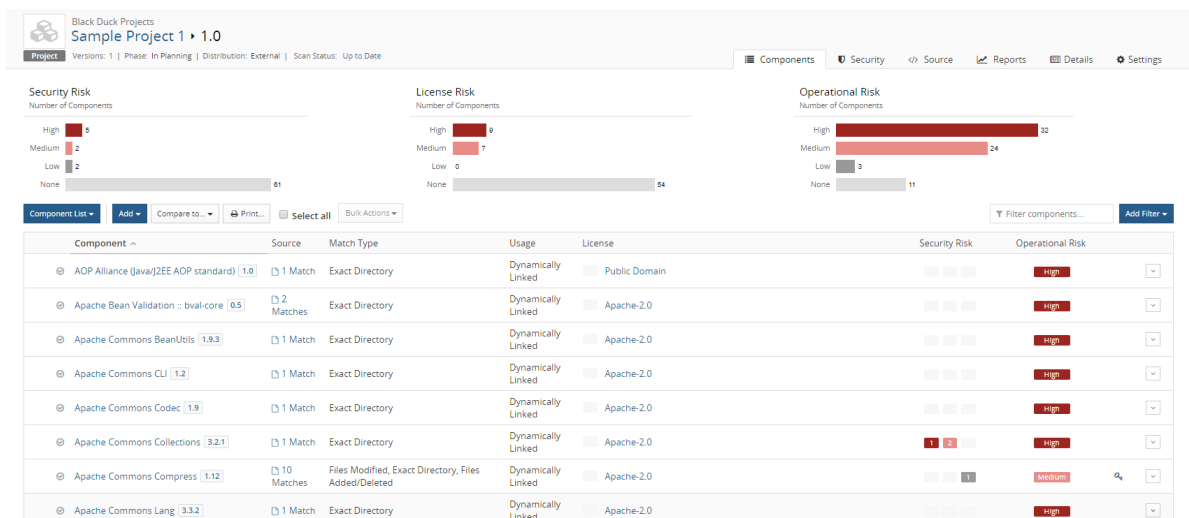 Black Duck Projects
Sample Project 1 ▸ 1.0
Project Versions: 1 | Phase: In Planning | Distribution: External | Scan Status: Up to Date
Components Security </> Source Reports Details Settings
Security Risk
Number of Components
High 5
Medium 2
Low 2
None 61
License Risk
Number of Components
High 9
Medium 7
Low 0
None 54
Operational Risk
Number of Components
High 32
Medium 24
Low 3
None 11
Component List Add Compare to... Print... Select all Bulk Actions Filter components... Add Filter
Component Source Match Type Usage License Security Risk Operational Risk
AOP Alliance (Java/J2EE AOP standard) 1.0 1 Match Exact Directory Dynamically Linked Public Domain High
Apache Bean Validation :: bval-core 0.5 2 Matches Exact Directory Dynamically Linked Apache-2.0 High
Apache Commons BeanUtils 1.9.3 1 Match Exact Directory Dynamically Linked Apache-2.0 High
Apache Commons CLI 1.2 1 Match Exact Directory Dynamically Linked Apache-2.0 High
Apache Commons Codec 1.9 1 Match Exact Directory Dynamically Linked Apache-2.0 High
Apache Commons Collections 3.2.1 1 Match Exact Directory Dynamically Linked Apache-2.0 1 2 High
Apache Commons Compress 1.12 10 Matches Files Modified, Exact Directory, Files Added/Deleted Dynamically Linked Apache-2.0 1 Medium
Apache Commons Lang 3.3.2 1 Match Exact Directory Dynamically Linked Apache-2.0 High